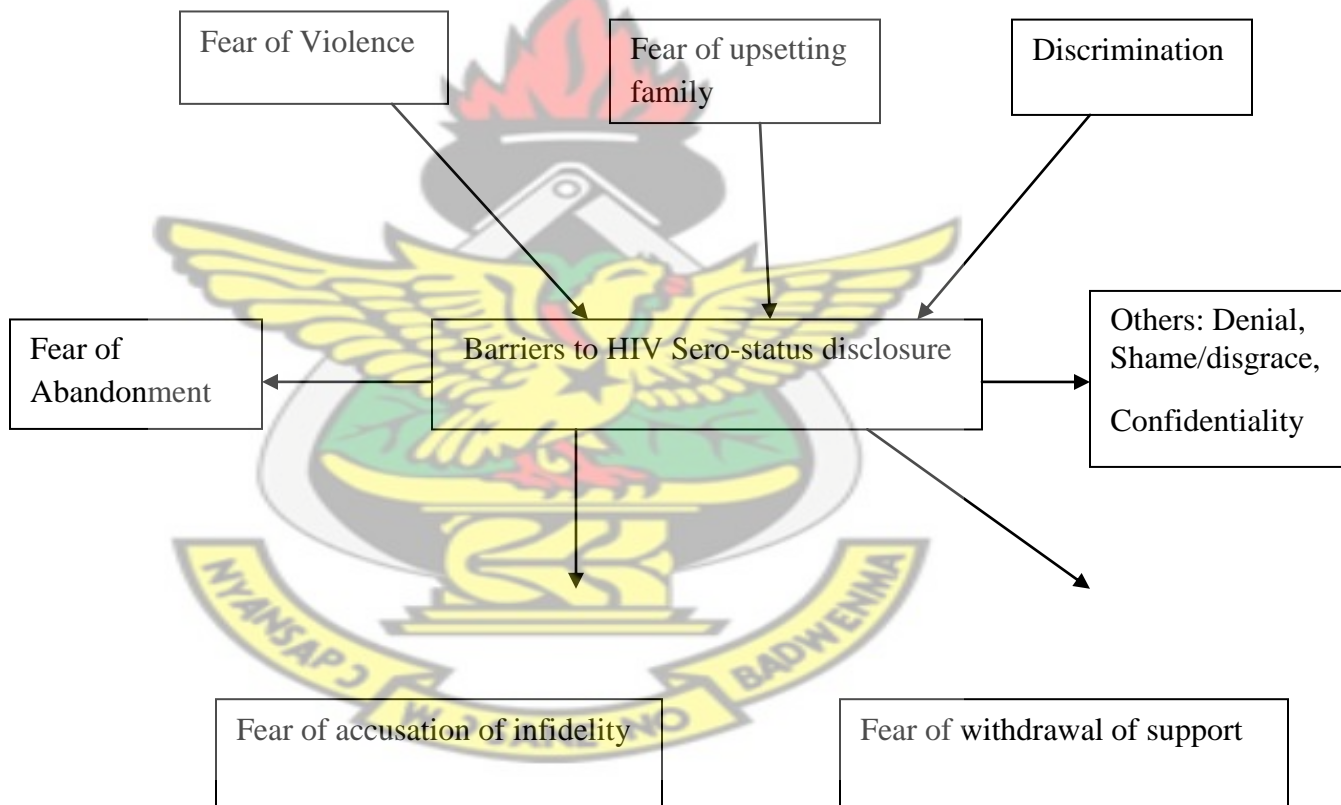 Fear of Violence
Fear of upsetting
family
Discrimination
Fear of
Abandonment
Barriers to HIV Sero-status disclosure
Others: Denial,
Shame/disgrace,
Confidentiality
NYANSAPƆ
BADWENMA
Fear of accusation of infidelity
Fear of withdrawal of support